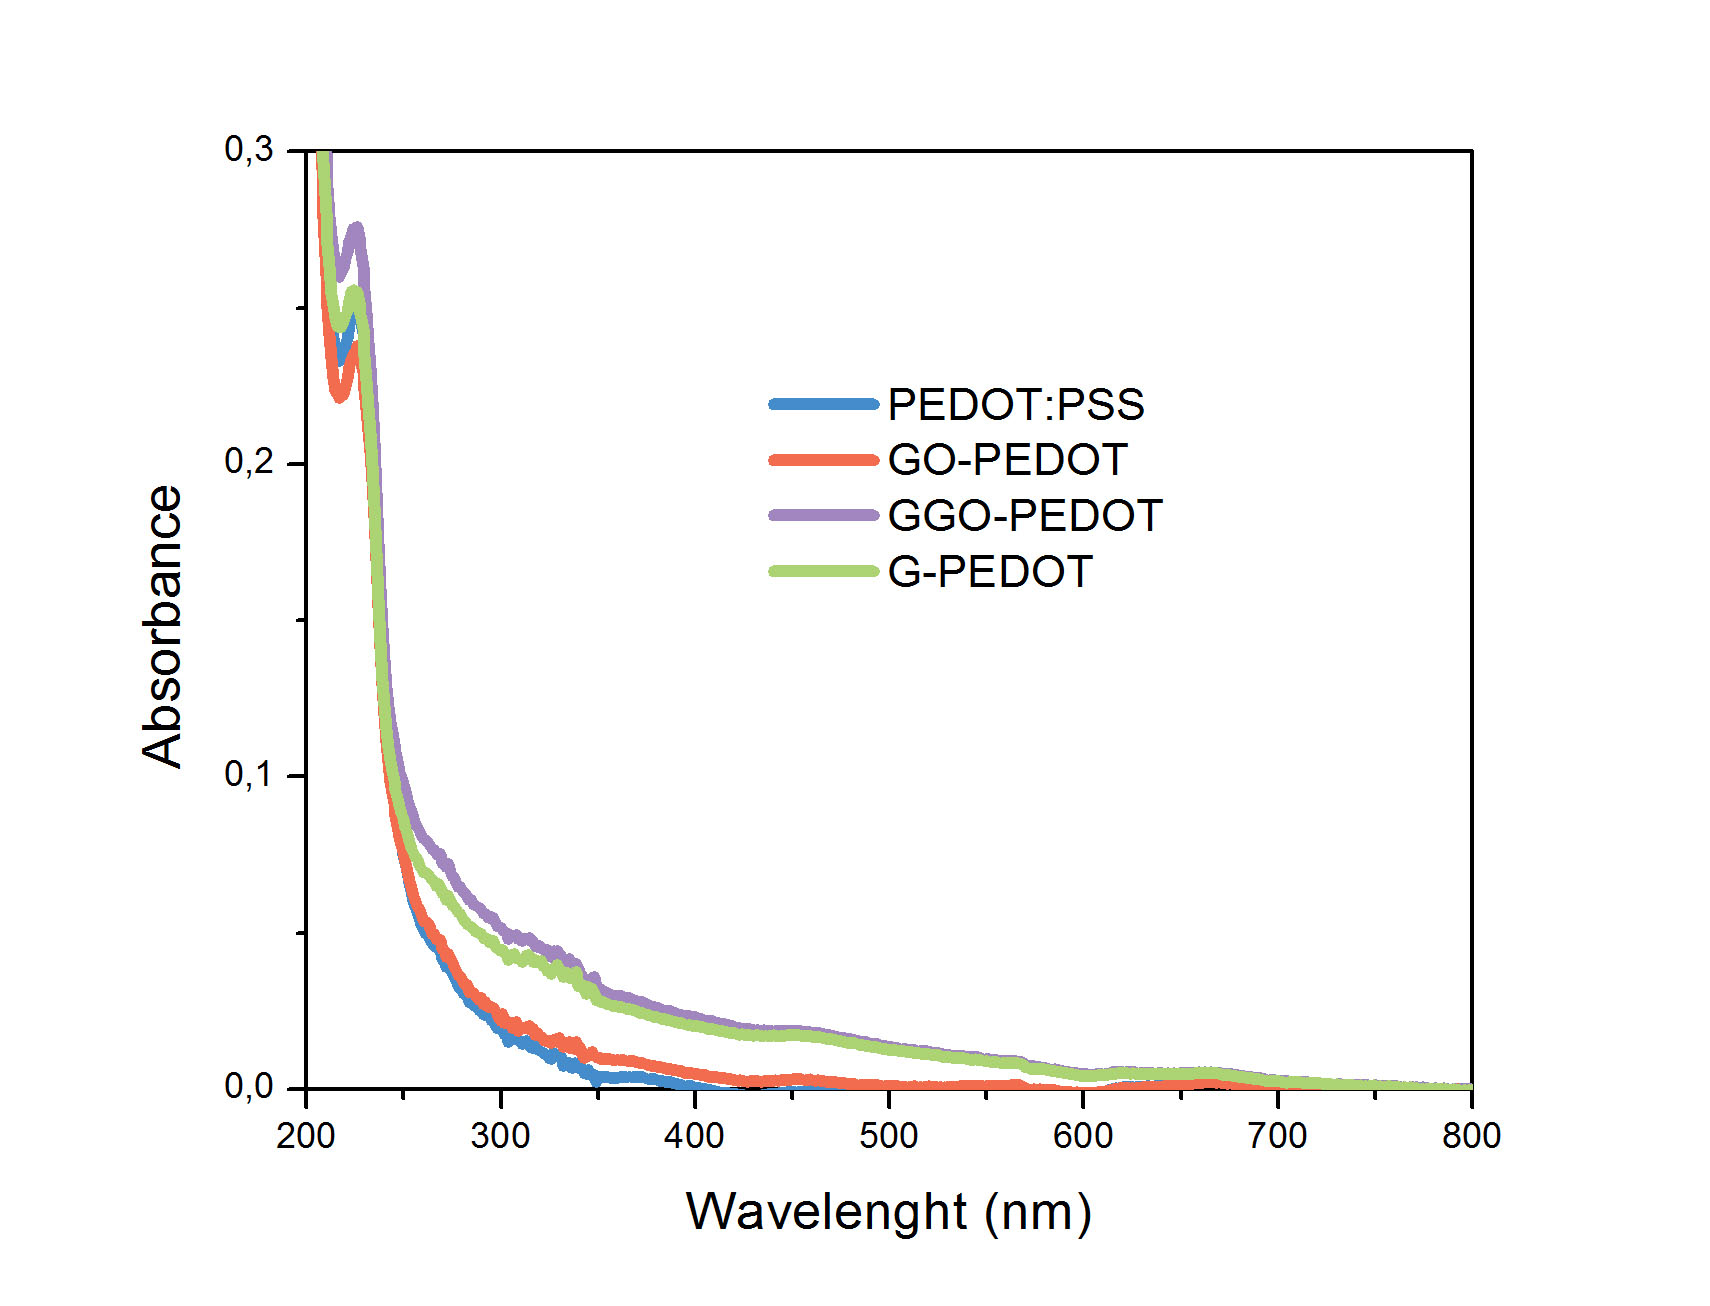 0,3
0,2
0,1
0,0
Absorbance
PEDOT:PSS
GO-PEDOT
GGO-PEDOT
G-PEDOT
200 300 400 500 600 700 800
Wavelenght (nm)